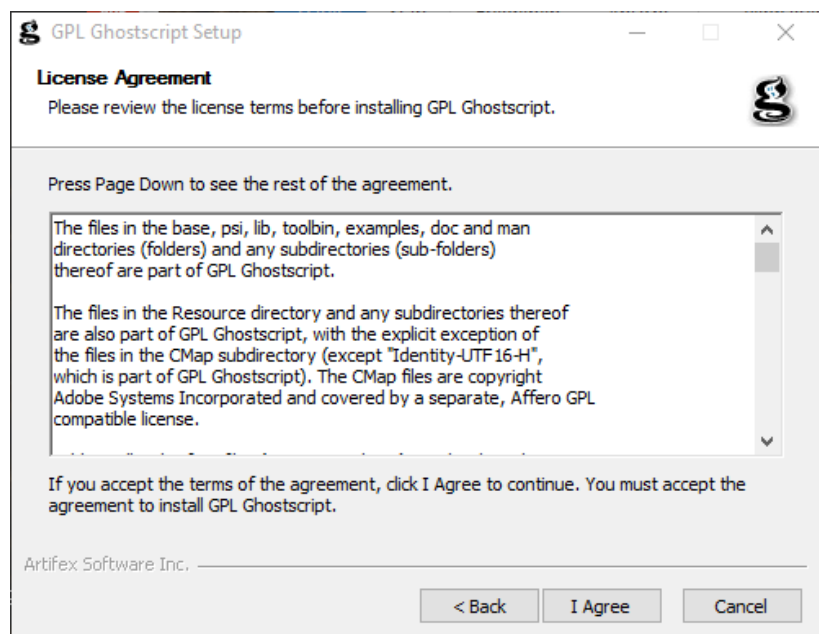 GPL Ghostscript Setup
License Agreement
Please review the license terms before installing GPL Ghostscript.
Press Page Down to see the rest of the agreement.
The files in the base, psi, lib, toolbin, examples, doc and man
directories (folders) and any subdirectories (sub-folders)
thereof are part of GPL Ghostscript.
The files in the Resource directory and any subdirectories thereof
are also part of GPL Ghostscript, with the explicit exception of
the files in the CMap subdirectory (except "Identity-UTF16-H",
which is part of GPL Ghostscript). The CMap files are copyright
Adobe Systems Incorporated and covered by a separate, Affero GPL
compatible license.
If you accept the terms of the agreement, click I Agree to continue. You must accept the
agreement to install GPL Ghostscript.
Artifex Software Inc.
< Back
I Agree
Cancel